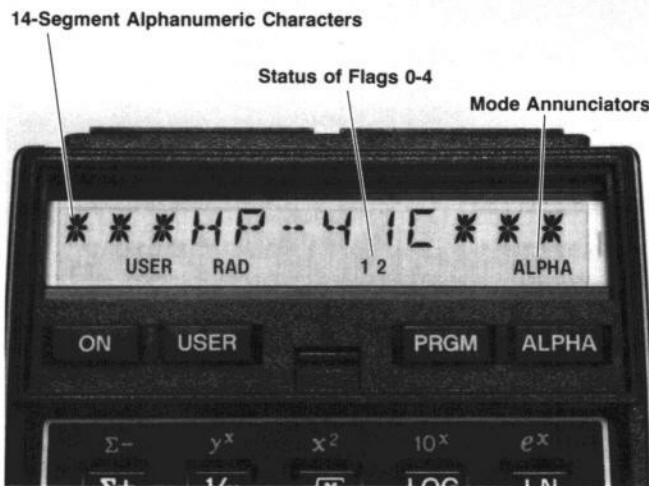 14-Segment Alphanumeric Characters
Status of Flags 0-4
Mode Annunciators
***HP-41C***
USER RAD 1 2 ALPHA
ON USER PRGM ALPHA
Σ− yˣ x² 10ˣ eˣ
Σ+ LOG LN